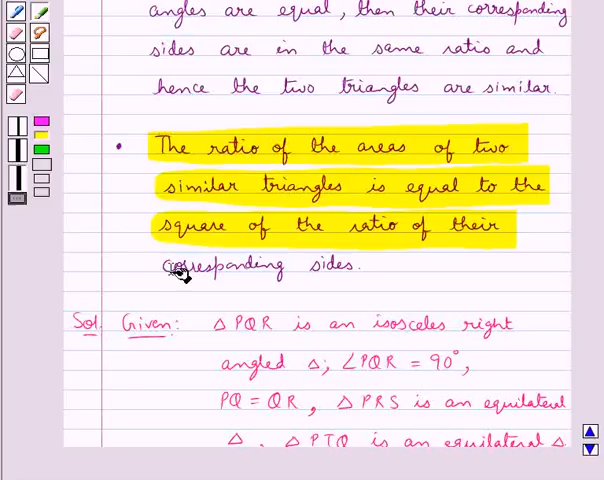 angles are equal, then their corresponding
sides are in the same ratio and
hence the two triangles are similar.
• The ratio of the areas of two
similar triangles is equal to the
square of the ratio of their
corresponding sides.
Sol. Given: △ PQR is an isosceles right
angled △; ∠PQR = 90°,
PQ = QR, △ PRS is an equilateral
△, △ PTQ is an equilateral △